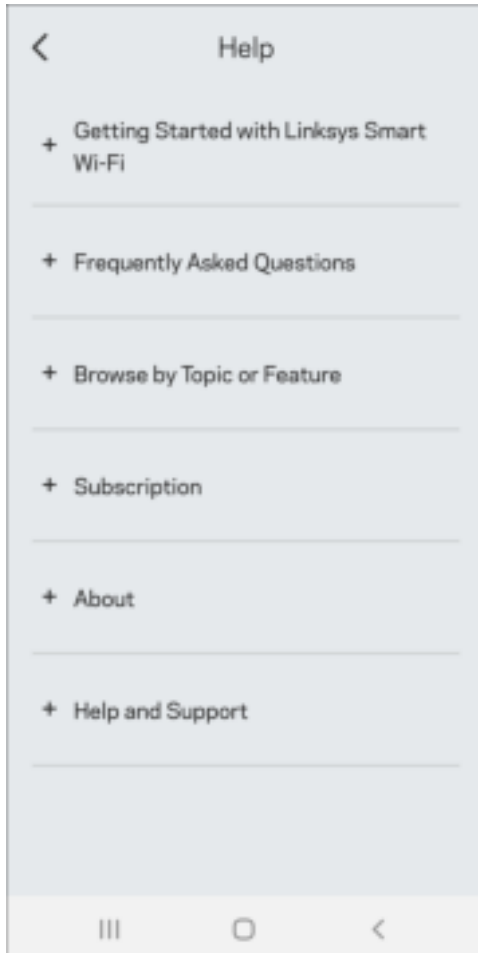 Help
Getting Started with Linksys Smart
Wi-Fi
Frequently Asked Questions
Browse by Topic or Feature
Subscription
About
Help and Support